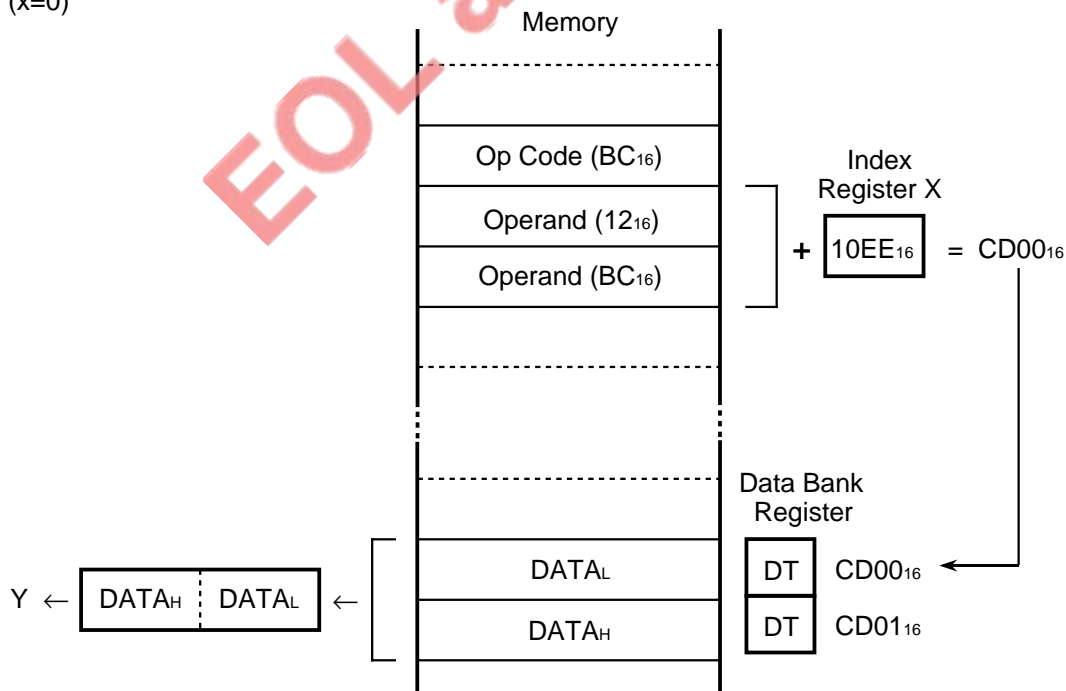 (x=0)
Memory
EOL a
Op Code (BC₁₆)
Index
Register X
Operand (12₁₆)
Operand (BC₁₆)
+ 10EE₁₆ = CD00₁₆
Data Bank
Register
DATAL DT CD00₁₆
Y ← DATAH DATAL ←
DATAH DT CD01₁₆